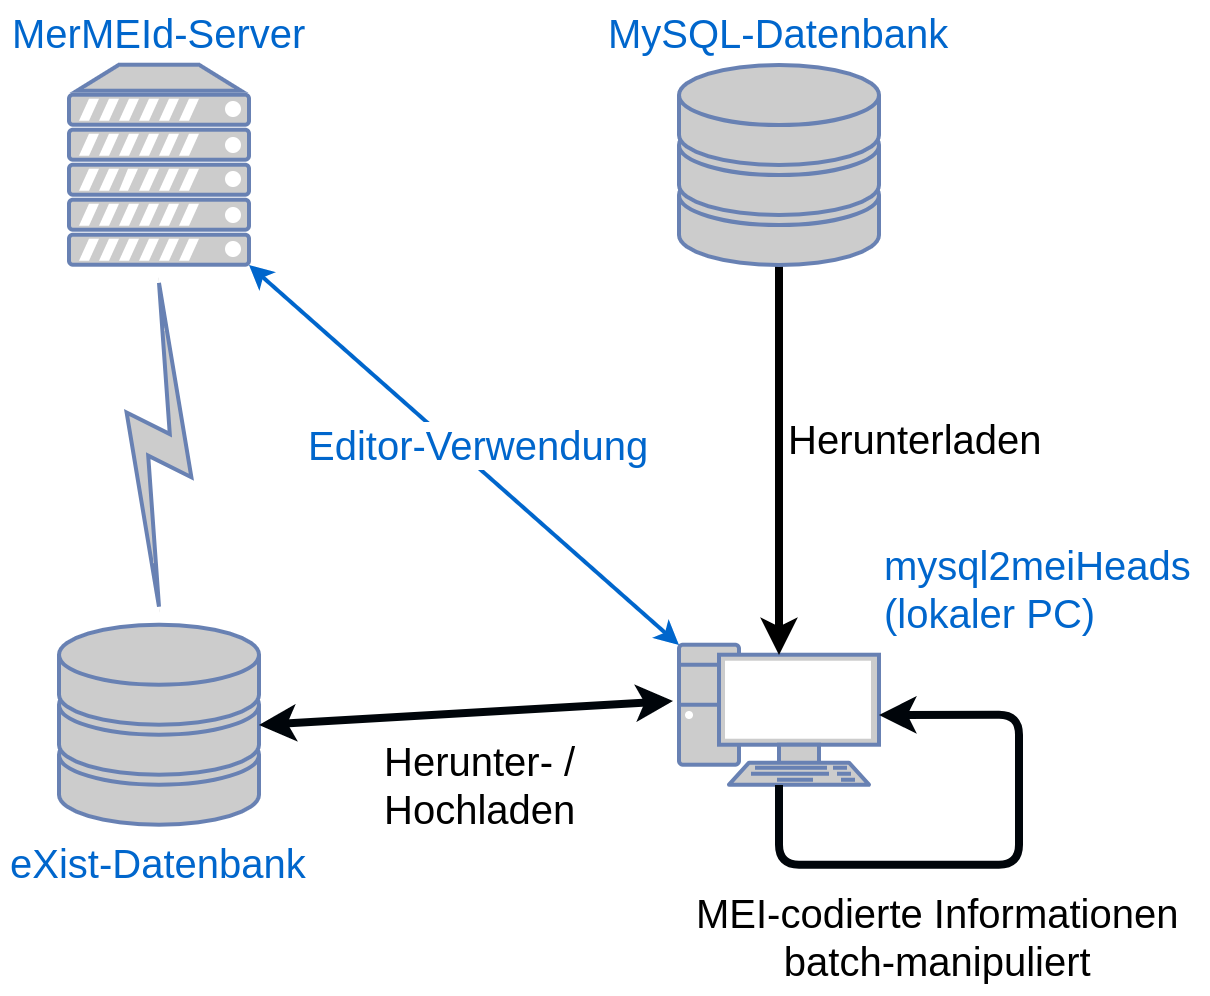 MerMEId-Server
MySQL-Datenbank
Editor-Verwendung
Herunterladen
mysql2meiHeads
(lokaler PC)
Herunter- /
Hochladen
eXist-Datenbank
MEI-codierte Informationen
batch-manipuliert